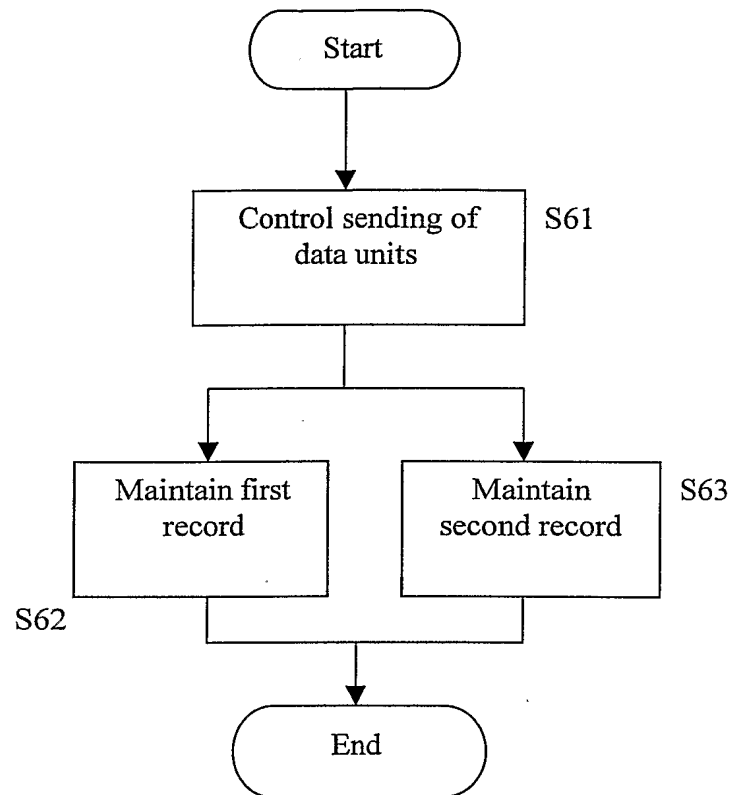 Start
Control sending of
data units
S61
Maintain first
record
S62
Maintain
second record
S63
End